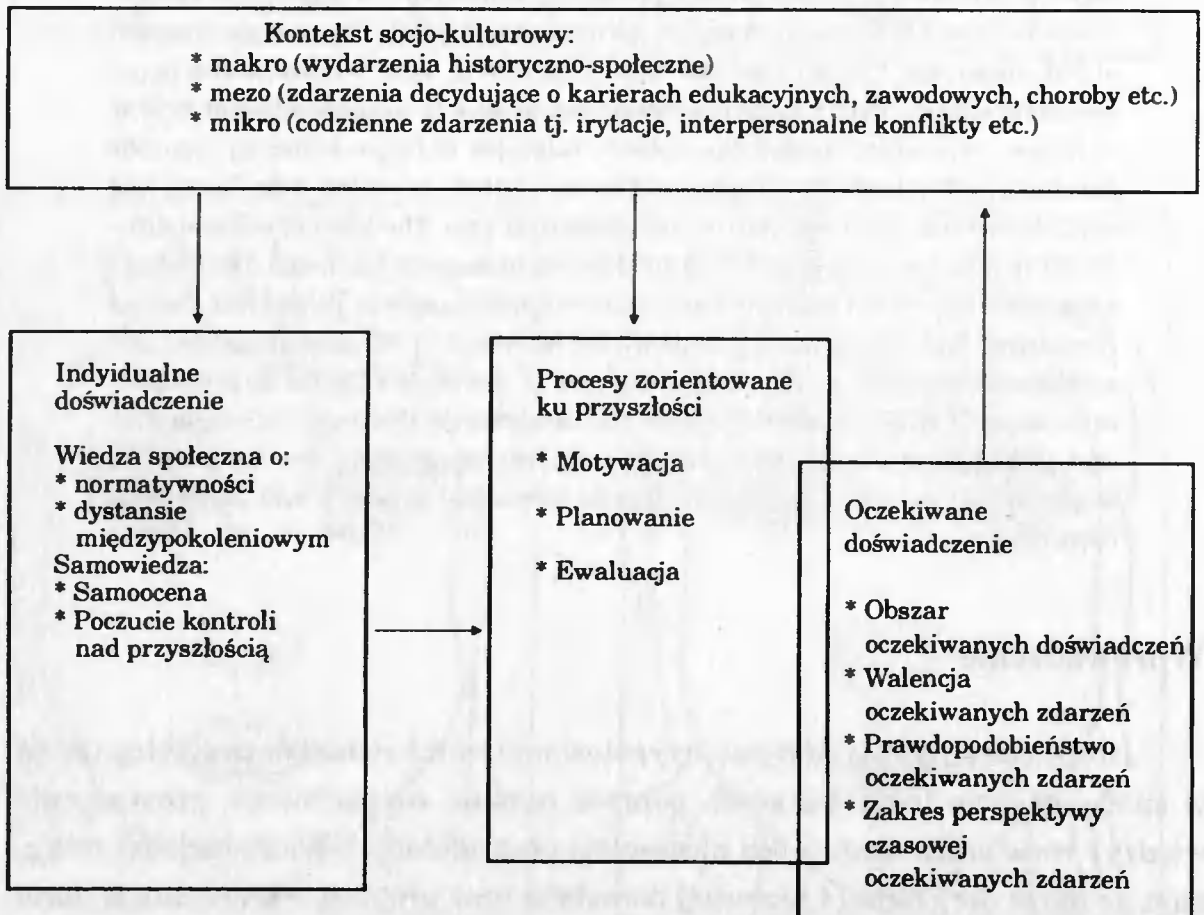 Kontekst socjo-kulturowy:
* makro (wydarzenia historyczno-społeczne)
* mezo (zdarzenia decydujące o karierach edukacyjnych, zawodowych, choroby etc.)
* mikro (codzienne zdarzenia tj. irytacje, interpersonalne konflikty etc.)
Indyidualne
doświadczenie
Wiedza społeczna o:
* normatywności
* dystansie
międzypokoleniowym
Samowiedza:
* Samoocena
* Poczucie kontroli
nad przyszłością
Procesy zorientowane
ku przyszłości
* Motywacja
* Planowanie
* Ewaluacja
Oczekiwane
doświadczenie
* Obszar
oczekiwanych doświadczeń
* Walencja
oczekiwanych zdarzeń
* Prawdopodobieństwo
oczekiwanych zdarzeń
* Zakres perspektywy
czasowej
oczekiwanych zdarzeń